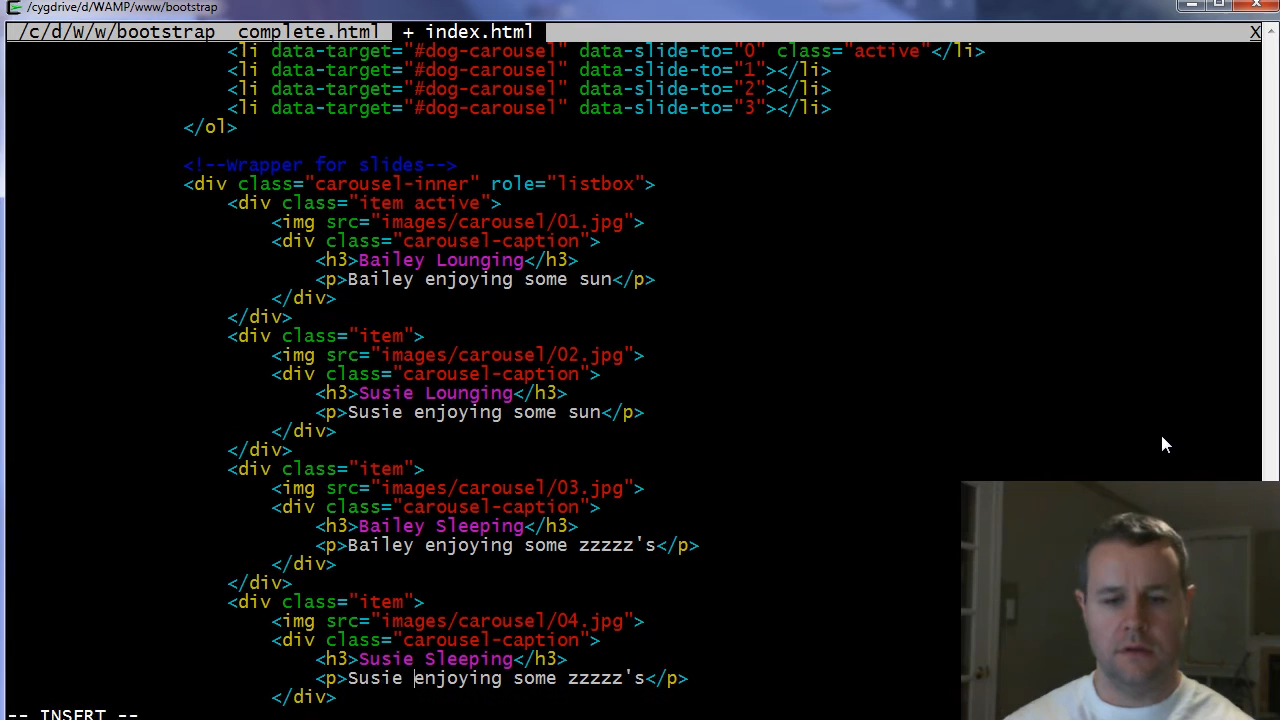 /cygdrive/d/WAMP/www/bootstrap
/c/d/W/w/bootstrap complete.html + index.html X
<li data-target="#dog-carousel" data-slide-to="0" class="active"</li>
<li data-target="#dog-carousel" data-slide-to="1"></li>
<li data-target="#dog-carousel" data-slide-to="2"></li>
<li data-target="#dog-carousel" data-slide-to="3"></li>
</ol>
<!--Wrapper for slides-->
<div class="carousel-inner" role="listbox">
<div class="item active">
<img src="images/carousel/01.jpg">
<div class="carousel-caption">
<h3>Bailey Lounging</h3>
<p>Bailey enjoying some sun</p>
</div>
</div>
<div class="item">
<img src="images/carousel/02.jpg">
<div class="carousel-caption">
<h3>Susie Lounging</h3>
<p>Susie enjoying some sun</p>
</div>
</div>
<div class="item">
<img src="images/carousel/03.jpg">
<div class="carousel-caption">
<h3>Bailey Sleeping</h3>
<p>Bailey enjoying some zzzzz's</p>
</div>
</div>
<div class="item">
<img src="images/carousel/04.jpg">
<div class="carousel-caption">
<h3>Susie Sleeping</h3>
<p>Susie enjoying some zzzzz's</p>
</div>
-- INSERT --